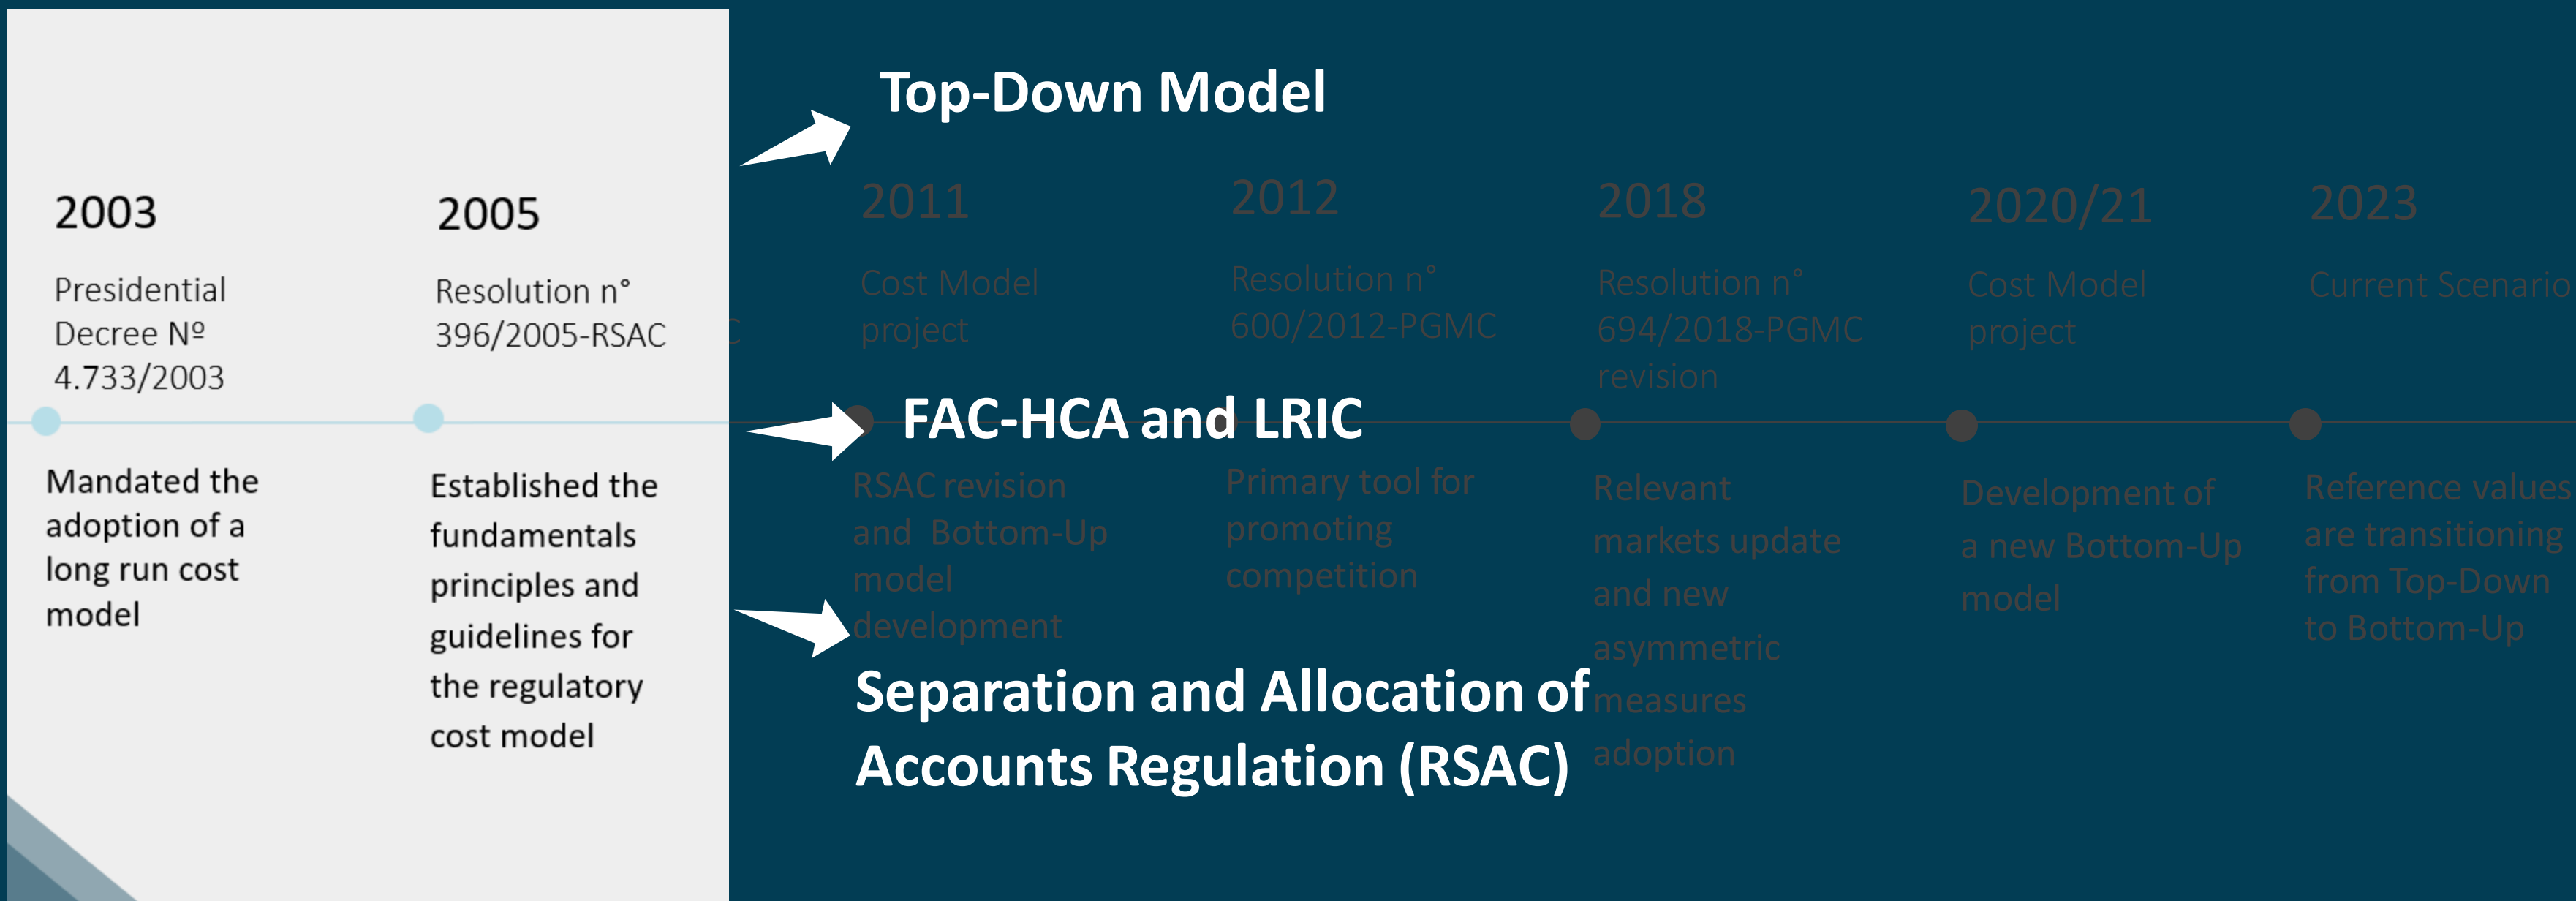 2003
Presidential
Decree Nº
4.733/2003
Mandated the
adoption of a
long run cost
model
2005
Resolution n°
396/2005-RSAC
Established the
fundamentals
principles and
guidelines for
the regulatory
cost model
Top-Down Model
FAC-HCA and LRIC
Separation and Allocation of
Accounts Regulation (RSAC)
2011
Cost Model
project
RSAC revision
and Bottom-Up
model
development
2012
Resolution n°
600/2012-PGMC
Primary tool for
promoting
competition
2018
Resolution n°
694/2018-PGMC
revision
Relevant
markets update
and new
asymmetric
measures
adoption
2020/21
Cost Model
project
Development of
a new Bottom-Up
model
2023
Current Scenario
Reference values
are transitioning
from Top-Down
to Bottom-Up